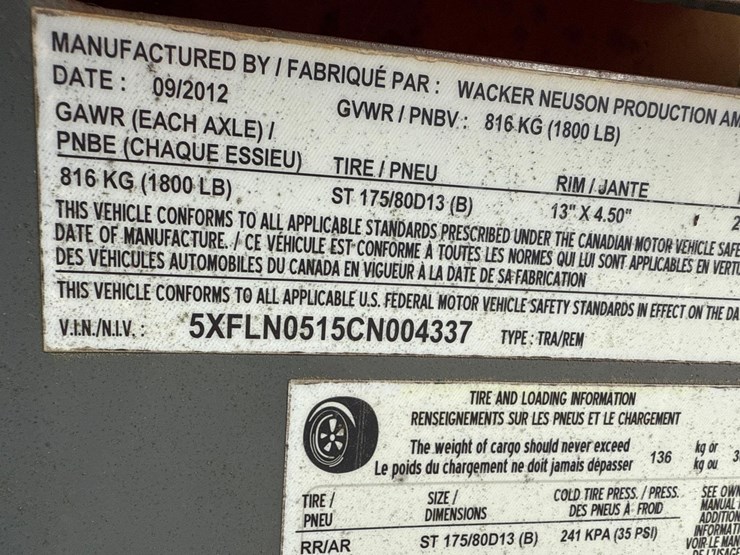 MANUFACTURED BY / FABRIQUÉ PAR : WACKER NEUSON PRODUCTION AM
DATE : 09/2012 GVWR / PNBV : 816 KG (1800 LB)
GAWR (EACH AXLE) /
PNBE (CHAQUE ESSIEU) TIRE / PNEU RIM / JANTE
816 KG (1800 LB) ST 175/80D13 (B) 13" X 4.50" 2
THIS VEHICLE CONFORMS TO ALL APPLICABLE STANDARDS PRESCRIBED UNDER THE CANADIAN MOTOR VEHICLE SAFE
DATE OF MANUFACTURE. / CE VÉHICULE EST CONFORME À TOUTES LES NORMES QUI LUI SONT APPLICABLES EN VERTU
DES VÉHICULES AUTOMOBILES DU CANADA EN VIGUEUR À LA DATE DE SA FABRICATION
THIS VEHICLE CONFORMS TO ALL APPLICABLE U.S. FEDERAL MOTOR VEHICLE SAFETY STANDARDS IN EFFECT ON THE DA
V.I.N./N.I.V. : 5XFLN0515CN004337 TYPE : TRA/REM
TIRE AND LOADING INFORMATION
RENSEIGNEMENTS SUR LES PNEUS ET LE CHARGEMENT
The weight of cargo should never exceed 136 kg or
Le poids du chargement ne doit jamais dépasser kg ou 3
TIRE / SIZE / COLD TIRE PRESS. / PRESS. SEE OWN
PNEU DIMENSIONS DES PNEUS À FROID MANUAL
ADDITION
INFORMATI
RR/AR ST 175/80D13 (B) 241 KPA (35 PSI) VOIR LE MAN